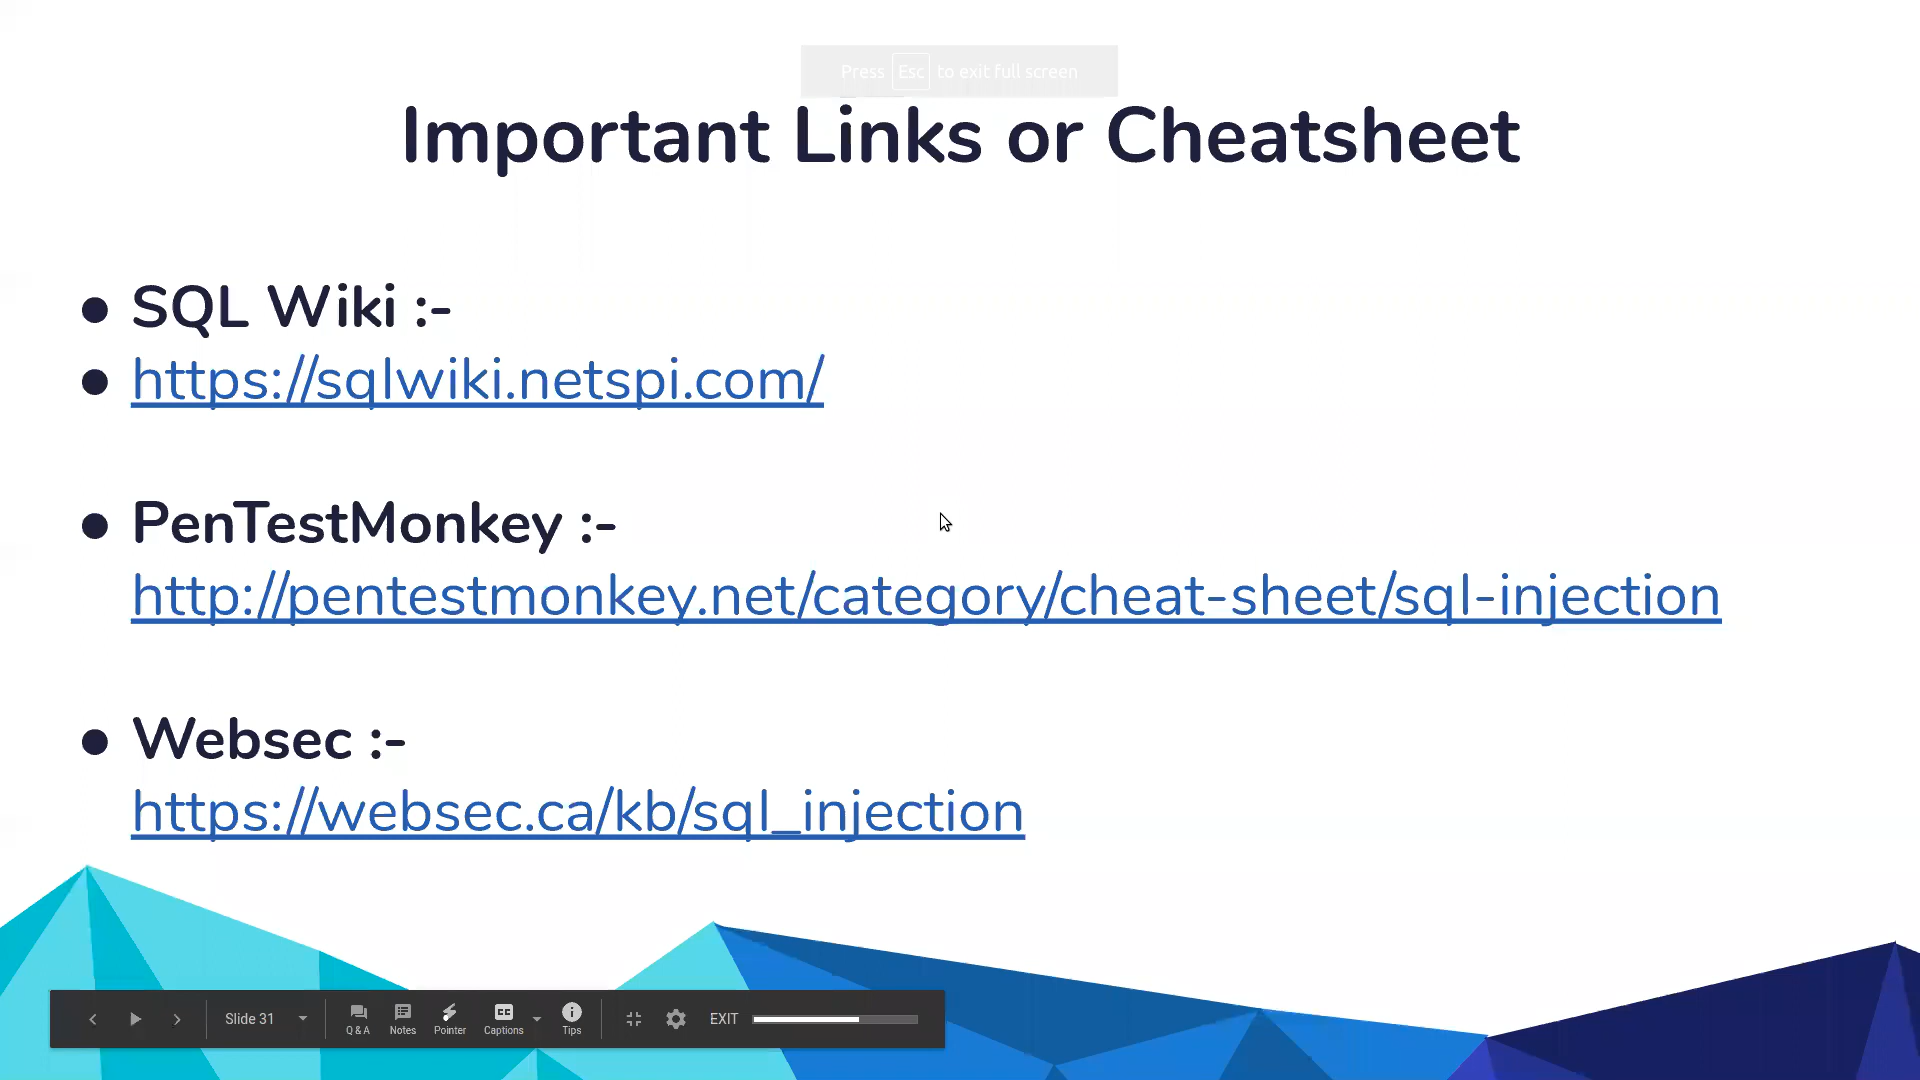 Press Esc to exit full screen
Important Links or Cheatsheet
● SQL Wiki :-
● https://sqlwiki.netspi.com/
● PenTestMonkey :-
http://pentestmonkey.net/category/cheat-sheet/sql-injection
● Websec :-
https://websec.ca/kb/sql_injection
Slide 31 Q & A Notes Pointer CC Captions Tips EXIT